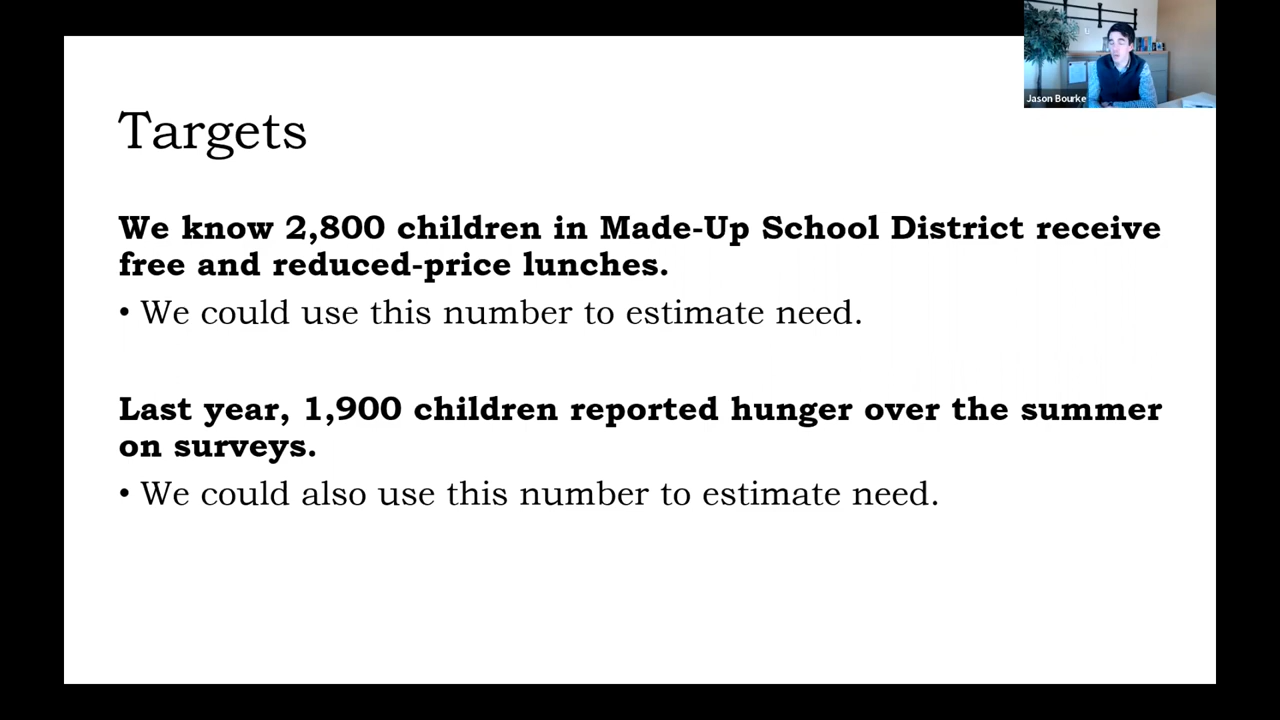 Jason Bourke
Targets
We know 2,800 children in Made-Up School District receive
free and reduced-price lunches.
• We could use this number to estimate need.
Last year, 1,900 children reported hunger over the summer
on surveys.
• We could also use this number to estimate need.